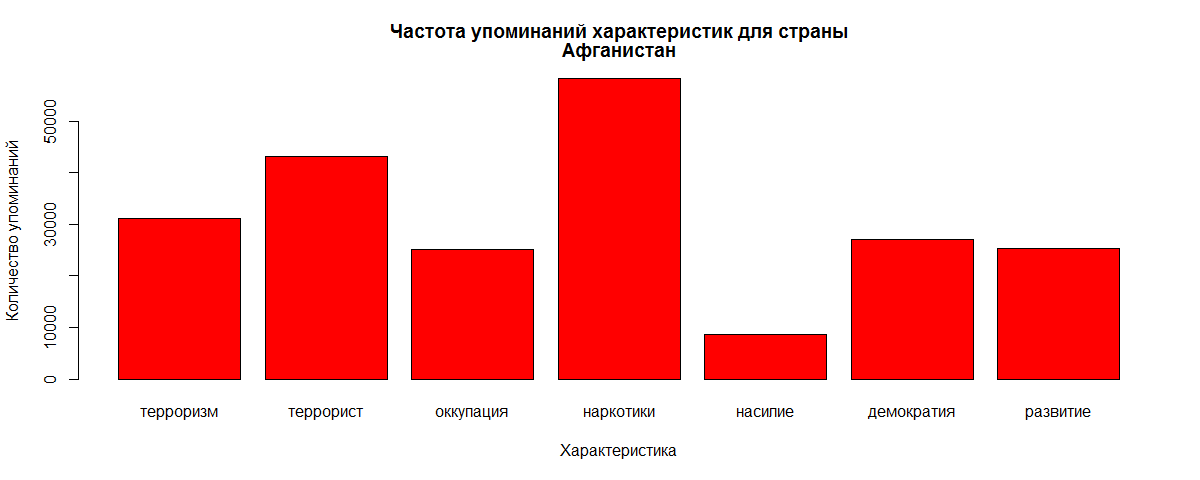 Частота упоминаний характеристик для страны
Афганистан
Количество упоминаний
50000
30000
10000
0
терроризм террорист оккупация наркотики насилие демократия развитие
Характеристика